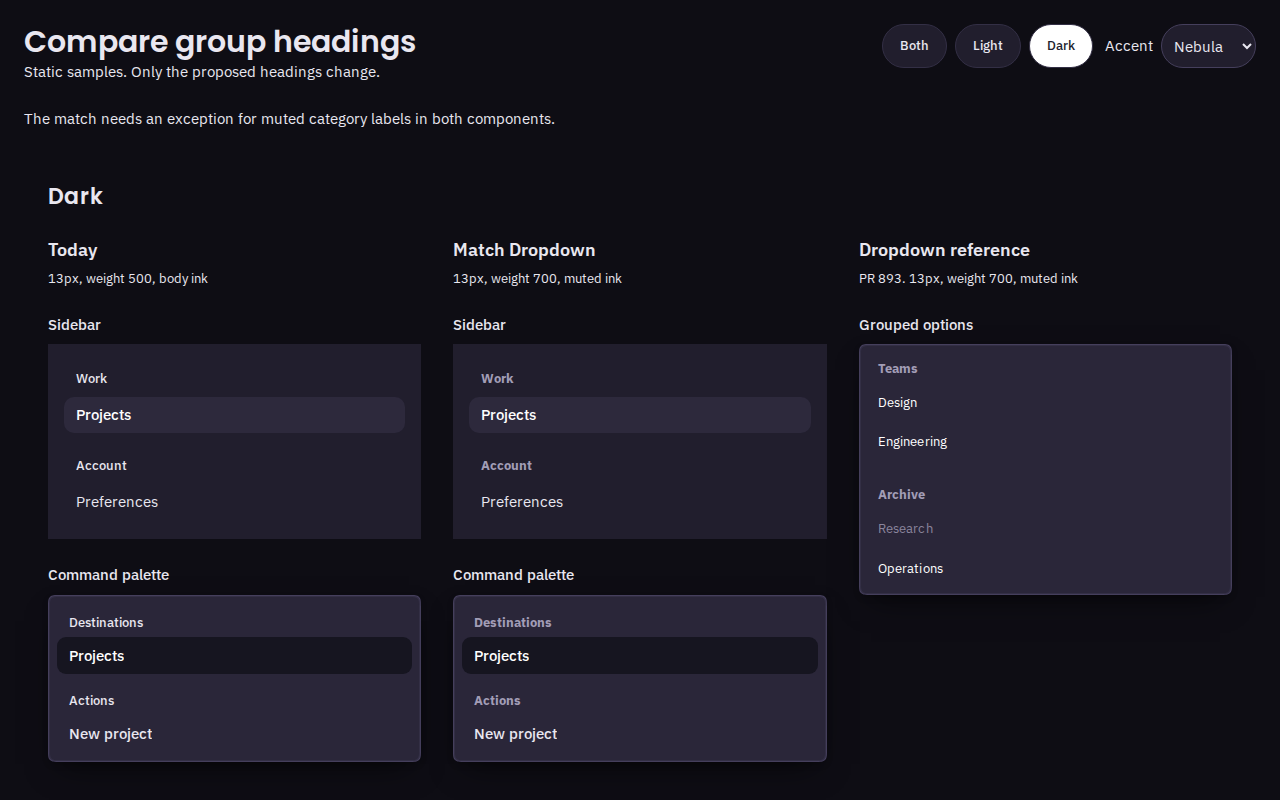 Compare group headings
Both
Light
Dark
Accent
Nebula
Static samples. Only the proposed headings change.
The match needs an exception for muted category labels in both components.
Dark
Today
13px, weight 500, body ink
Sidebar
Work
Projects
Account
Preferences
Command palette
Destinations
Projects
Actions
New project
Match Dropdown
13px, weight 700, muted ink
Sidebar
Work
Projects
Account
Preferences
Command palette
Destinations
Projects
Actions
New project
Dropdown reference
PR 893. 13px, weight 700, muted ink
Grouped options
Teams
Design
Engineering
Archive
Research
Operations